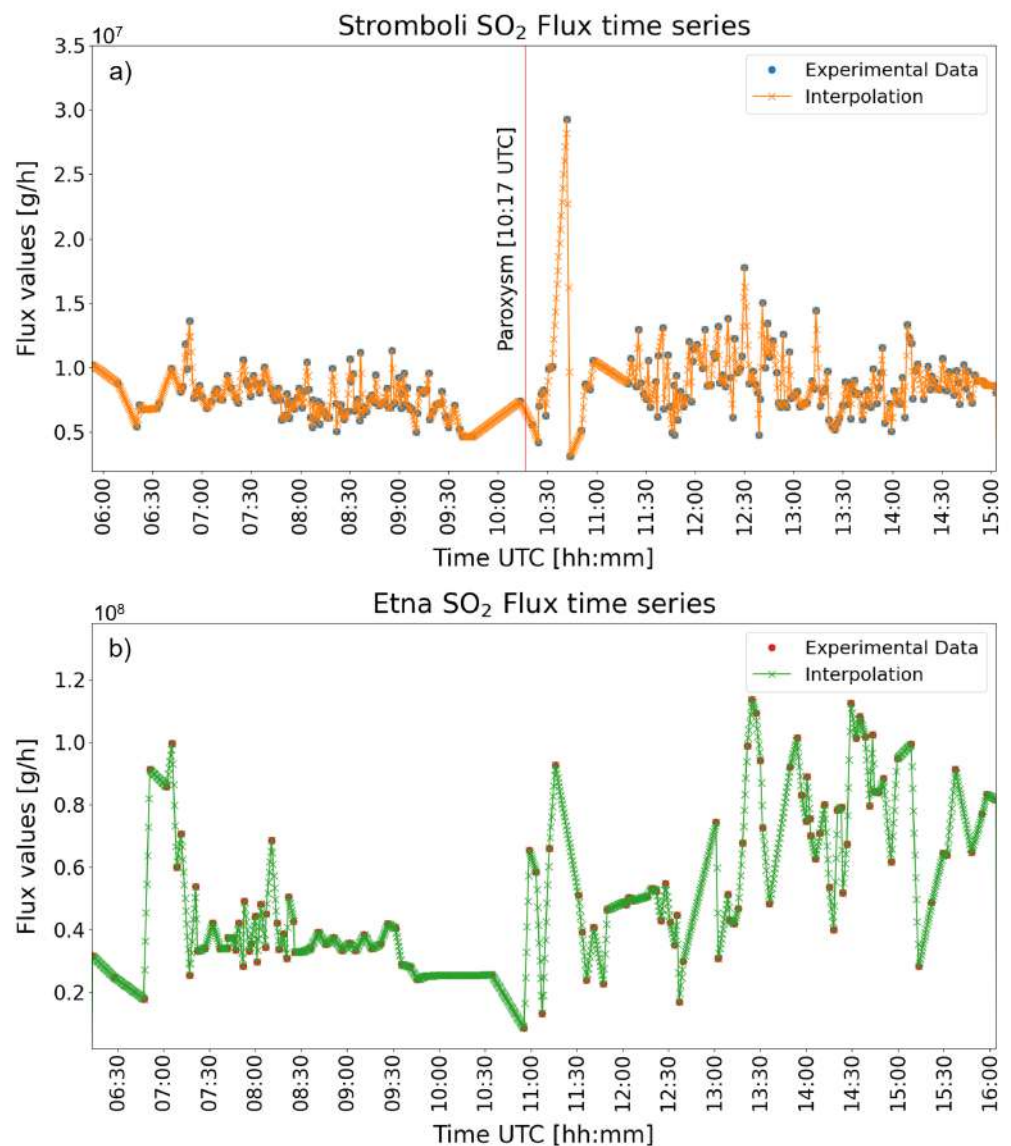 Stromboli SO₂ Flux time series
10⁷
a)
Experimental Data
Interpolation
Paroxysm [10:17 UTC]
Flux values [g/h]
3.5
3.0
2.5
2.0
1.5
1.0
0.5
06:00 06:30 07:00 07:30 08:00 08:30 09:00 09:30 10:00 10:30 11:00 11:30 12:00 12:30 13:00 13:30 14:00 14:30 15:00
Time UTC [hh:mm]
Etna SO₂ Flux time series
10⁸
b)
Experimental Data
Interpolation
Flux values [g/h]
1.2
1.0
0.8
0.6
0.4
0.2
06:30 07:00 07:30 08:00 08:30 09:00 09:30 10:00 10:30 11:00 11:30 12:00 12:30 13:00 13:30 14:00 14:30 15:00 15:30 16:00
Time UTC [hh:mm]